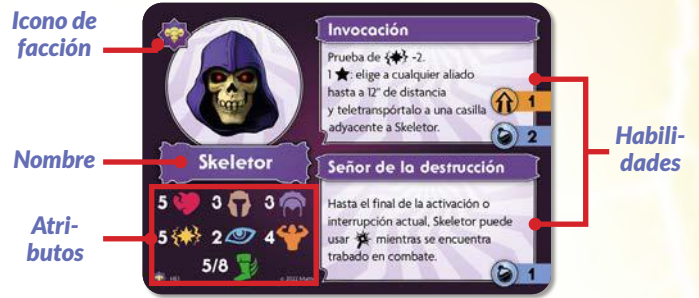 Icono de
facción
Nombre
Atri-
butos
Skeletor
5 3 3
5 2 4
5/8
Invocación
Prueba de -2.
1 : elige a cualquier aliado
hasta a 12" de distancia
y teletranspórtalo a una casilla
adyacente a Skeletor.
1
2
Señor de la destrucción
Hasta el final de la activación o
interrupción actual, Skeletor puede
usar mientras se encuentra
trabado en combate.
1
Habili-
dades